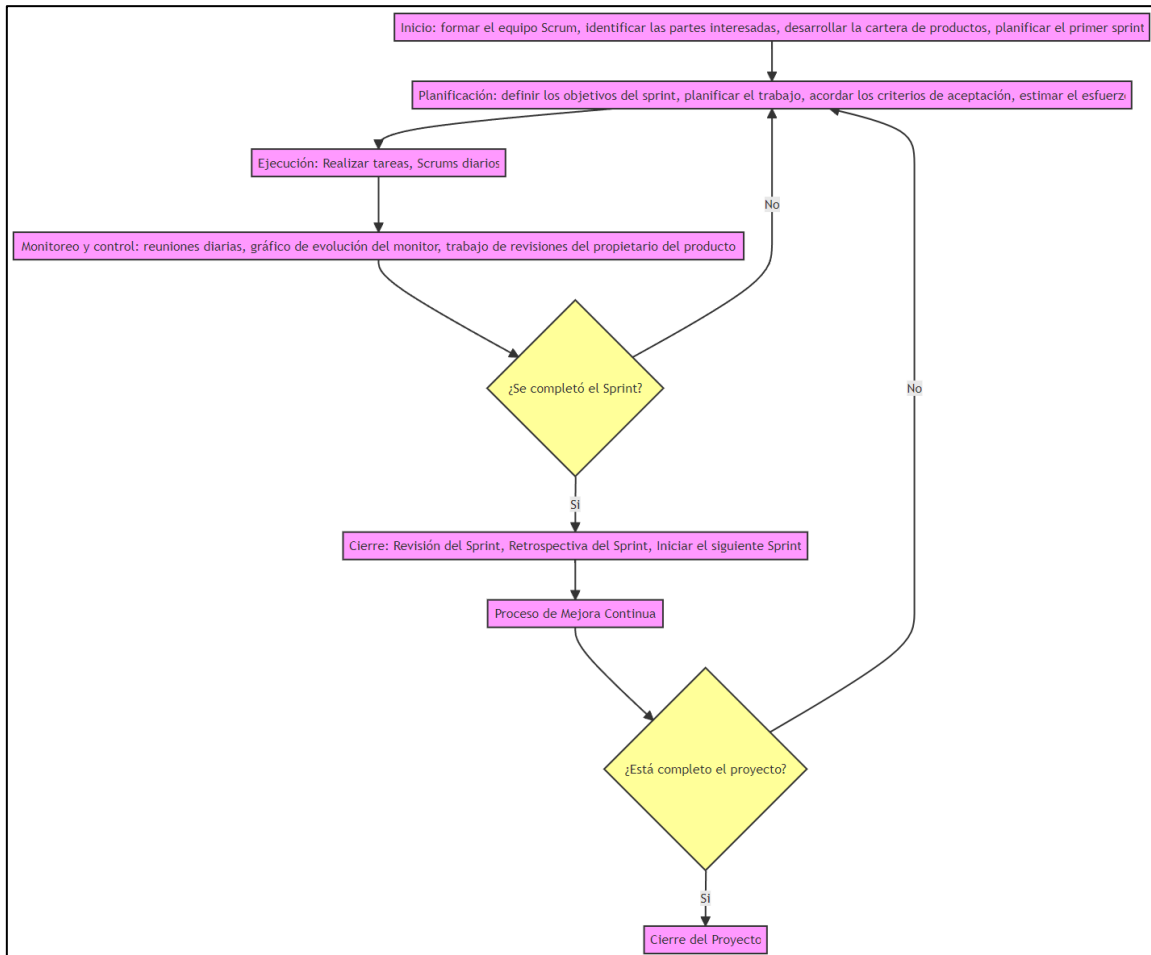 Inicio: formar el equipo Scrum, identificar las partes interesadas, desarrollar la cartera de productos, planificar el primer sprint
Planificación: definir los objetivos del sprint, planificar el trabajo, acordar los criterios de aceptación, estimar el esfuerz
Ejecución: Realizar tareas, Scrums diarios
No
Monitoreo y control: reuniones diarias, gráfico de evolución del monitor, trabajo de revisiones del propietario del producto
¿Se completó el Sprint?
No
Si
Cierre: Revisión del Sprint, Retrospectiva del Sprint, Iniciar el siguiente Sprint
Proceso de Mejora Continua
¿Está completo el proyecto?
Si
Cierre del Proyecto